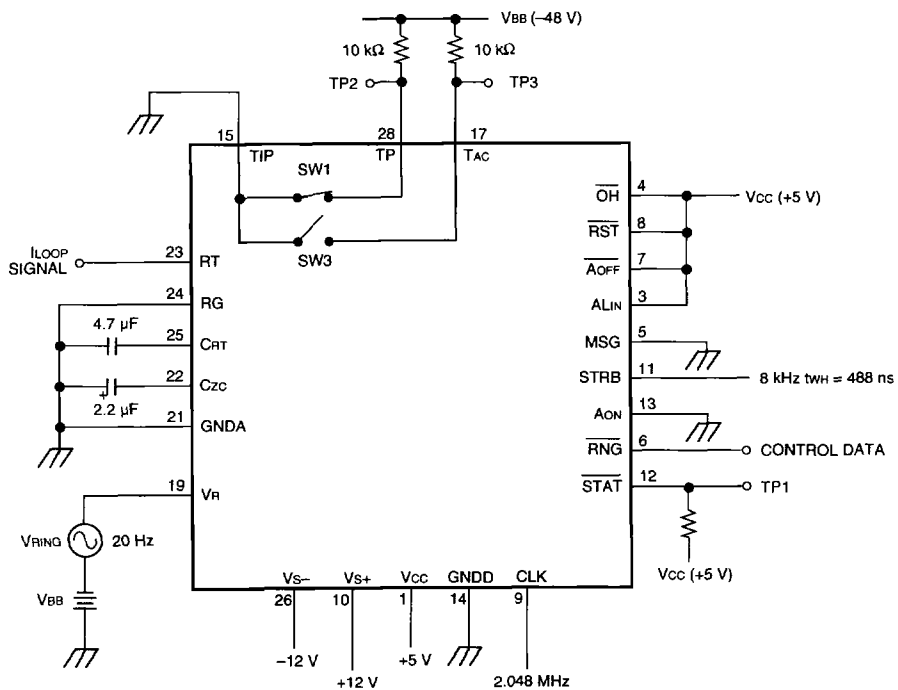 VBB (–48 V)
10 kΩ
10 kΩ
TP2
TP3
15
28
17
TIP
TP
TAC
SW1
SW3
ILOOP
SIGNAL
23
RT
24
RG
4.7 µF
25
CRT
22
CZC
+
2.2 µF
21
GNDA
19
VR
VRING
20 Hz
VBB
OH
4
VCC (+5 V)
RST
8
AOFF
7
ALIN
3
MSG
5
STRB
11
8 kHz tWH = 488 ns
AON
13
RNG
6
CONTROL DATA
STAT
12
TP1
VCC (+5 V)
VS–
VS+
VCC
GNDD
CLK
26
10
1
14
9
–12 V
+12 V
+5 V
2.048 MHz